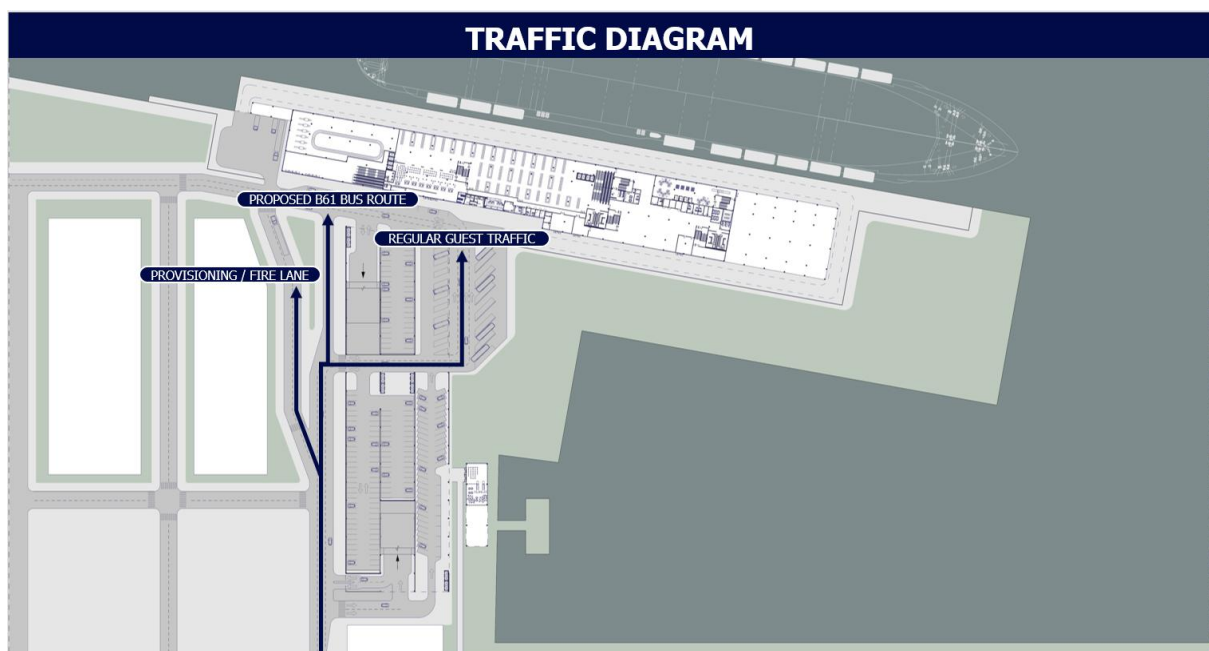 TRAFFIC DIAGRAM
PROPOSED B61 BUS ROUTE
REGULAR GUEST TRAFFIC
PROVISIONING / FIRE LANE